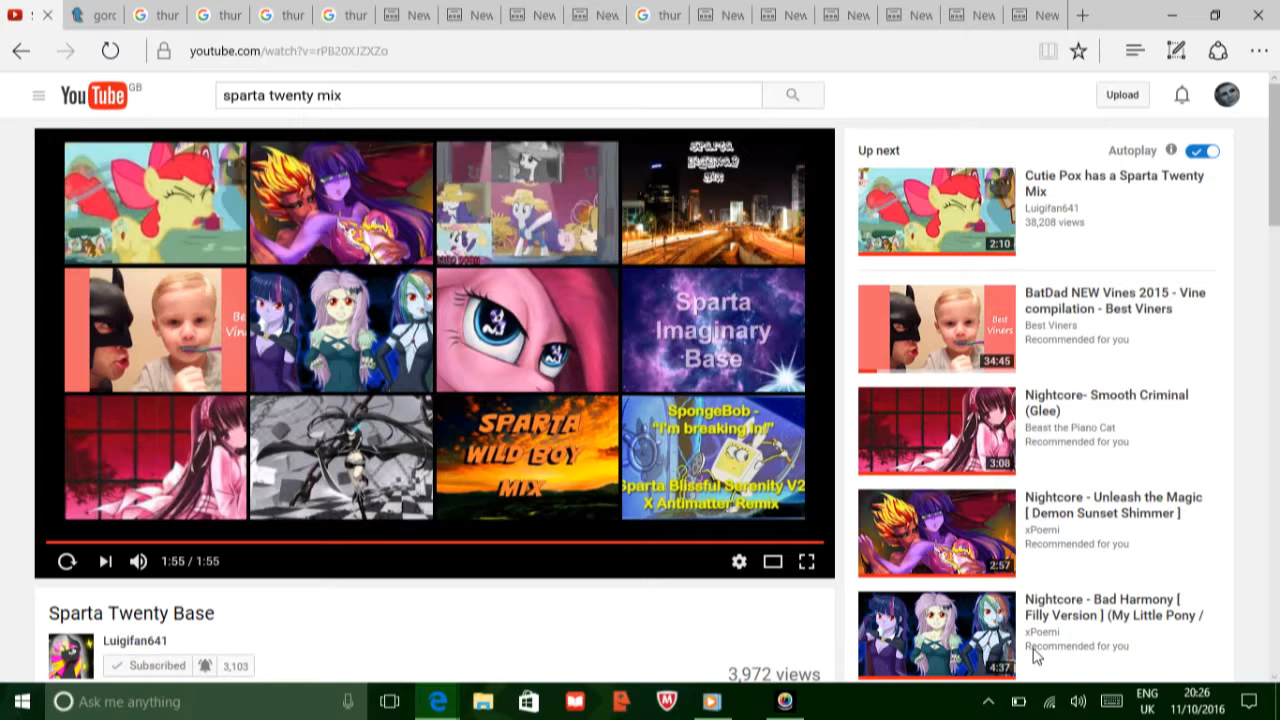 gorc
thur
thur
thur
thur
New
New
New
New
thur
New
New
New
New
New
New
youtube.com/watch?v=rPB20XJZXZo
YouTube GB
sparta twenty mix
Upload
SPARTA
MIX
Be
Vine
Sparta
Imaginary
Base
SPARTA
WILD BOY
MIX
SpongeBob -
"I'm breaking in!"
Sparta Blissful Serenity V2
X Antimatter Remix
1:55 / 1:55
Sparta Twenty Base
Luigifan641
Subscribed 3,103
3,972 views
Up next
Autoplay
Cutie Pox has a Sparta Twenty
Mix
Luigifan641
38,208 views
2:10
BatDad NEW Vines 2015 - Vine
compilation - Best Viners
Best Viners
Recommended for you
Best
Viners
34:45
Nightcore- Smooth Criminal
(Glee)
Beast the Piano Cat
Recommended for you
3:08
Nightcore - Unleash the Magic
[ Demon Sunset Shimmer ]
xPoemi
Recommended for you
2:57
Nightcore - Bad Harmony [
Filly Version ] (My Little Pony /
xPoemi
Recommended for you
4:37
Ask me anything
ENG
UK
20:26
11/10/2016